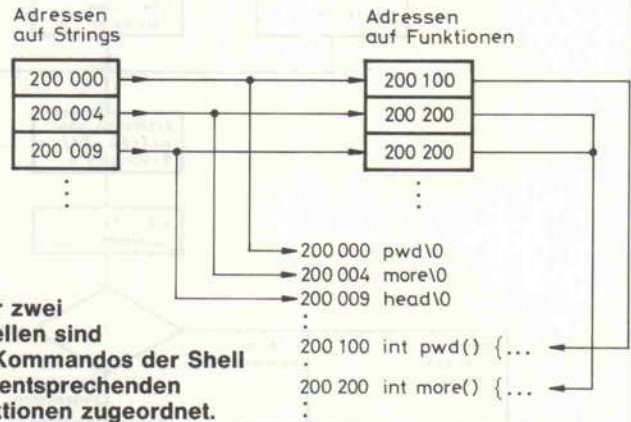 Adressen
auf Strings
Adressen
auf Funktionen
200 000
200 100
200 004
200 200
200 009
200 200
200 000 pwd\0
200 004 more\0
200 009 head\0
200 100 int pwd() {...
200 200 int more() {...
r zwei
ellen sind
Kommandos der Shell
entsprechenden
ktionen zugeordnet.